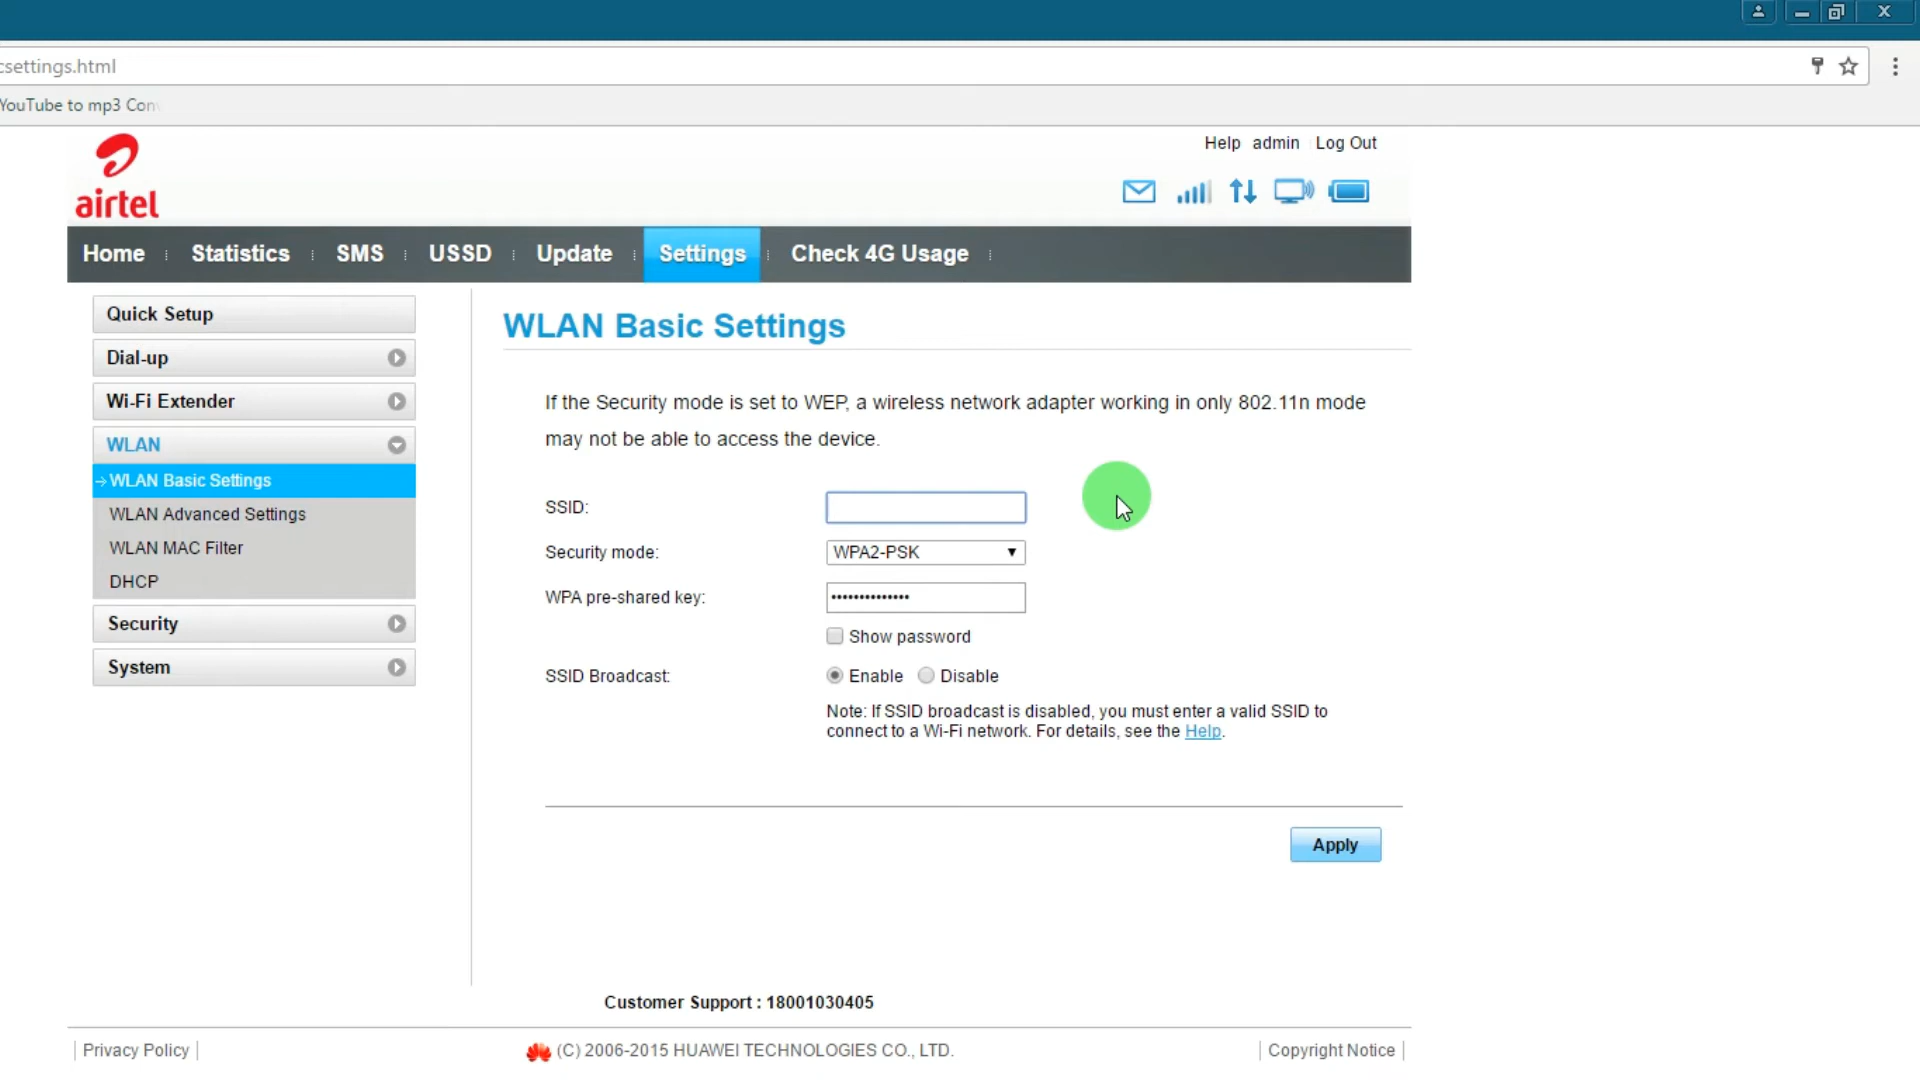 csettings.html
YouTube to mp3 Con
Help admin Log Out
airtel
Home Statistics SMS USSD Update Settings Check 4G Usage
Quick Setup
Dial-up
Wi-Fi Extender
WLAN
WLAN Basic Settings
WLAN Advanced Settings
WLAN MAC Filter
DHCP
Security
System
WLAN Basic Settings
If the Security mode is set to WEP, a wireless network adapter working in only 802.11n mode
may not be able to access the device.
SSID:
Security mode: WPA2-PSK
WPA pre-shared key: ••••••••••••••
Show password
SSID Broadcast: Enable Disable
Note: If SSID broadcast is disabled, you must enter a valid SSID to
connect to a Wi-Fi network. For details, see the Help.
Apply
Customer Support : 18001030405
Privacy Policy (C) 2006-2015 HUAWEI TECHNOLOGIES CO., LTD. Copyright Notice